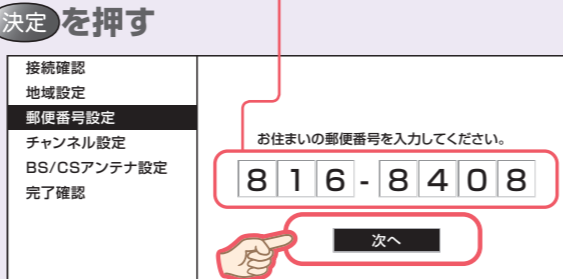 決定 を押す
接続確認
地域設定
郵便番号設定
チャンネル設定
BS/CSアンテナ設定
完了確認
お住まいの郵便番号を入力してください。
816-8408
次へ